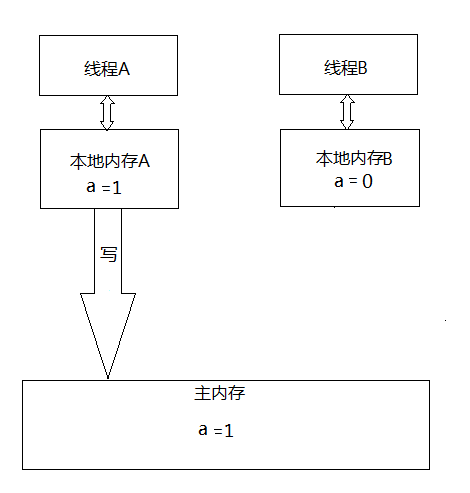 线程A
线程B
本地内存A
a =1
本地内存B
a = 0
写
主内存
a =1